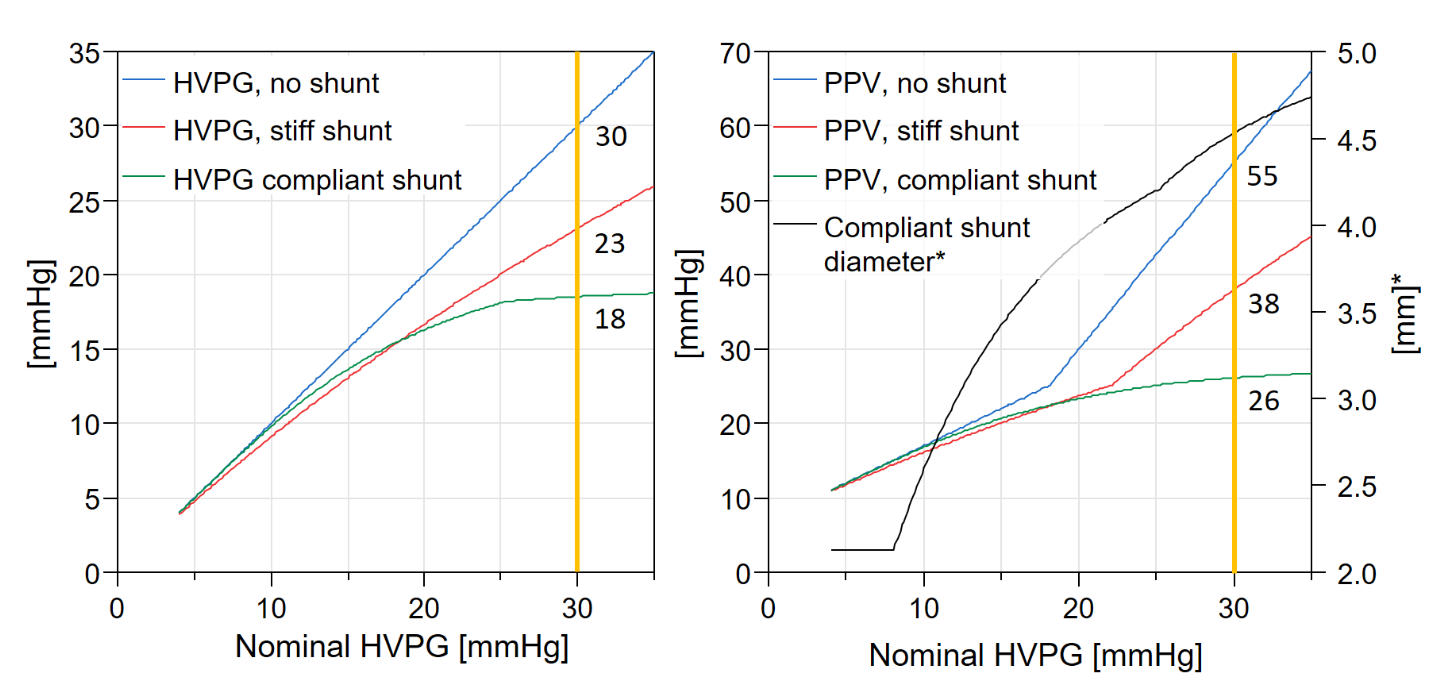 35
30
25
20
15
10
5
0
[mmHg]
HVPG, no shunt
HVPG, stiff shunt
HVPG compliant shunt
30
23
18
0 10 20 30
Nominal HVPG [mmHg]
70
60
50
40
30
20
10
0
[mmHg]
PPV, no shunt
PPV, stiff shunt
PPV, compliant shunt
Compliant shunt
diameter*
55
38
26
5.0
4.5
4.0
3.5
3.0
2.5
2.0
[mm]*
0 10 20 30
Nominal HVPG [mmHg]